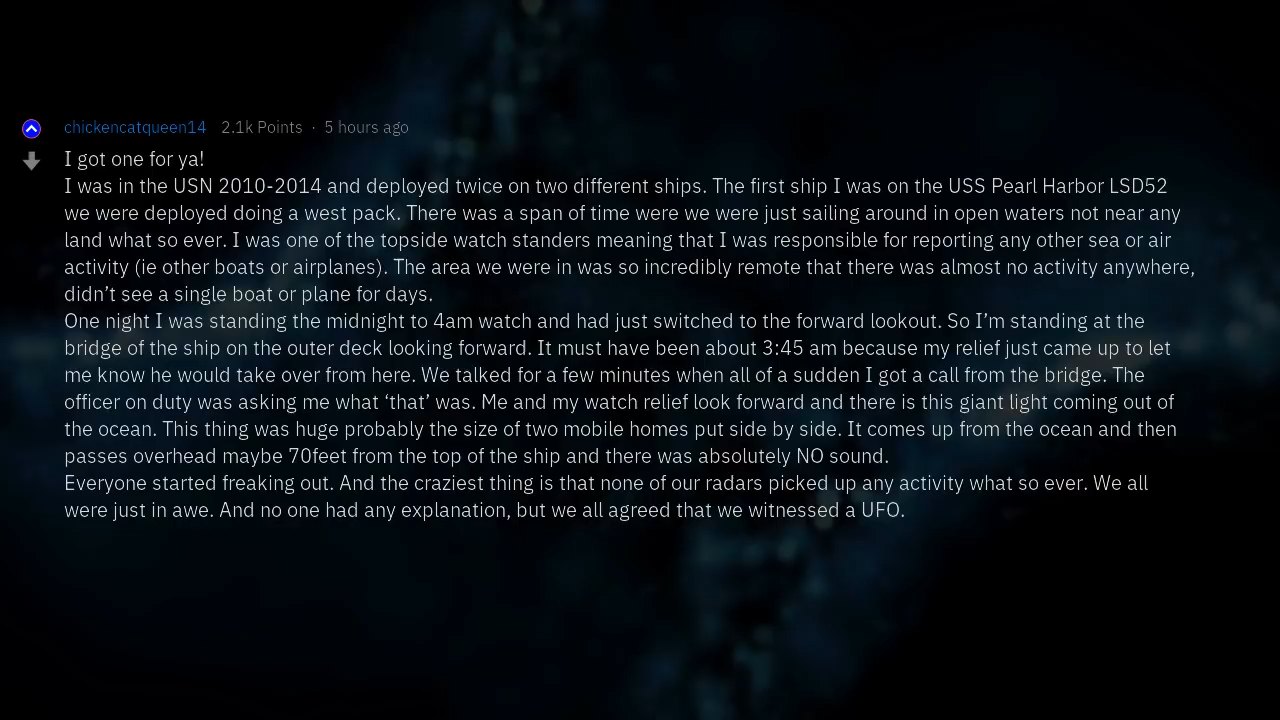 chickencatqueen14 2.1k Points · 5 hours ago
I got one for ya!
I was in the USN 2010-2014 and deployed twice on two different ships. The first ship I was on the USS Pearl Harbor LSD52
we were deployed doing a west pack. There was a span of time were we were just sailing around in open waters not near any
land what so ever. I was one of the topside watch standers meaning that I was responsible for reporting any other sea or air
activity (ie other boats or airplanes). The area we were in was so incredibly remote that there was almost no activity anywhere,
didn’t see a single boat or plane for days.
One night I was standing the midnight to 4am watch and had just switched to the forward lookout. So I’m standing at the
bridge of the ship on the outer deck looking forward. It must have been about 3:45 am because my relief just came up to let
me know he would take over from here. We talked for a few minutes when all of a sudden I got a call from the bridge. The
officer on duty was asking me what ‘that’ was. Me and my watch relief look forward and there is this giant light coming out of
the ocean. This thing was huge probably the size of two mobile homes put side by side. It comes up from the ocean and then
passes overhead maybe 70feet from the top of the ship and there was absolutely NO sound.
Everyone started freaking out. And the craziest thing is that none of our radars picked up any activity what so ever. We all
were just in awe. And no one had any explanation, but we all agreed that we witnessed a UFO.